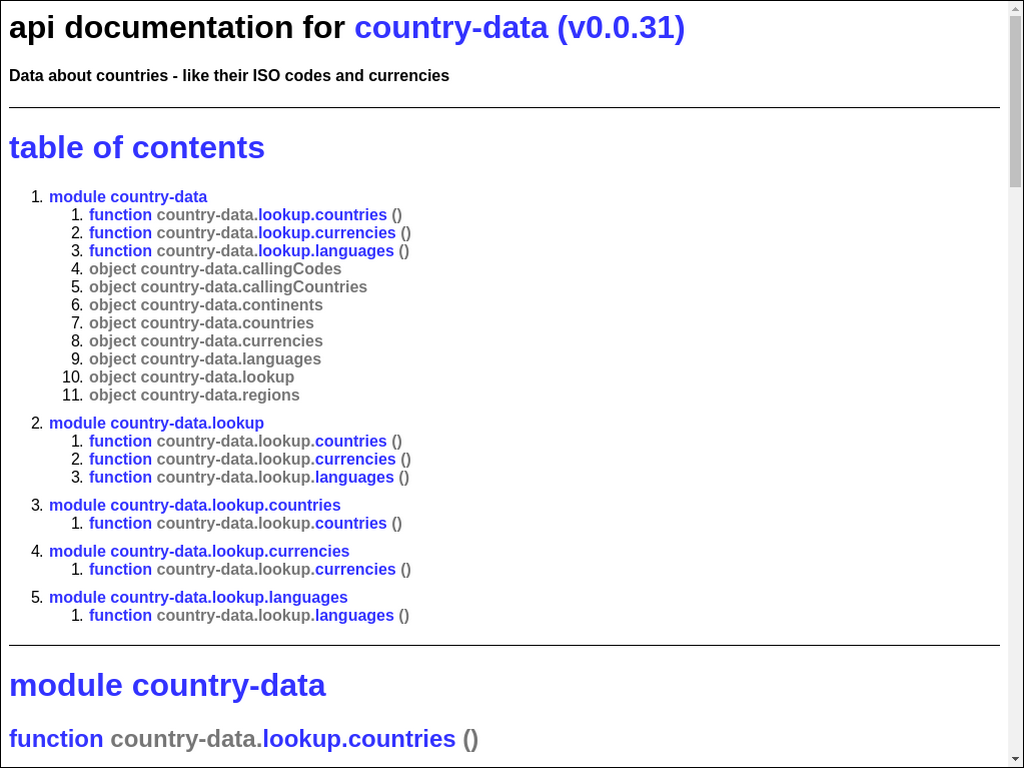 api documentation for country-data (v0.0.31)
Data about countries - like their ISO codes and currencies
table of contents
1. module country-data
1. function country-data.lookup.countries ()
2. function country-data.lookup.currencies ()
3. function country-data.lookup.languages ()
4. object country-data.callingCodes
5. object country-data.callingCountries
6. object country-data.continents
7. object country-data.countries
8. object country-data.currencies
9. object country-data.languages
10. object country-data.lookup
11. object country-data.regions
2. module country-data.lookup
1. function country-data.lookup.countries ()
2. function country-data.lookup.currencies ()
3. function country-data.lookup.languages ()
3. module country-data.lookup.countries
1. function country-data.lookup.countries ()
4. module country-data.lookup.currencies
1. function country-data.lookup.currencies ()
5. module country-data.lookup.languages
1. function country-data.lookup.languages ()
module country-data
function country-data.lookup.countries ()